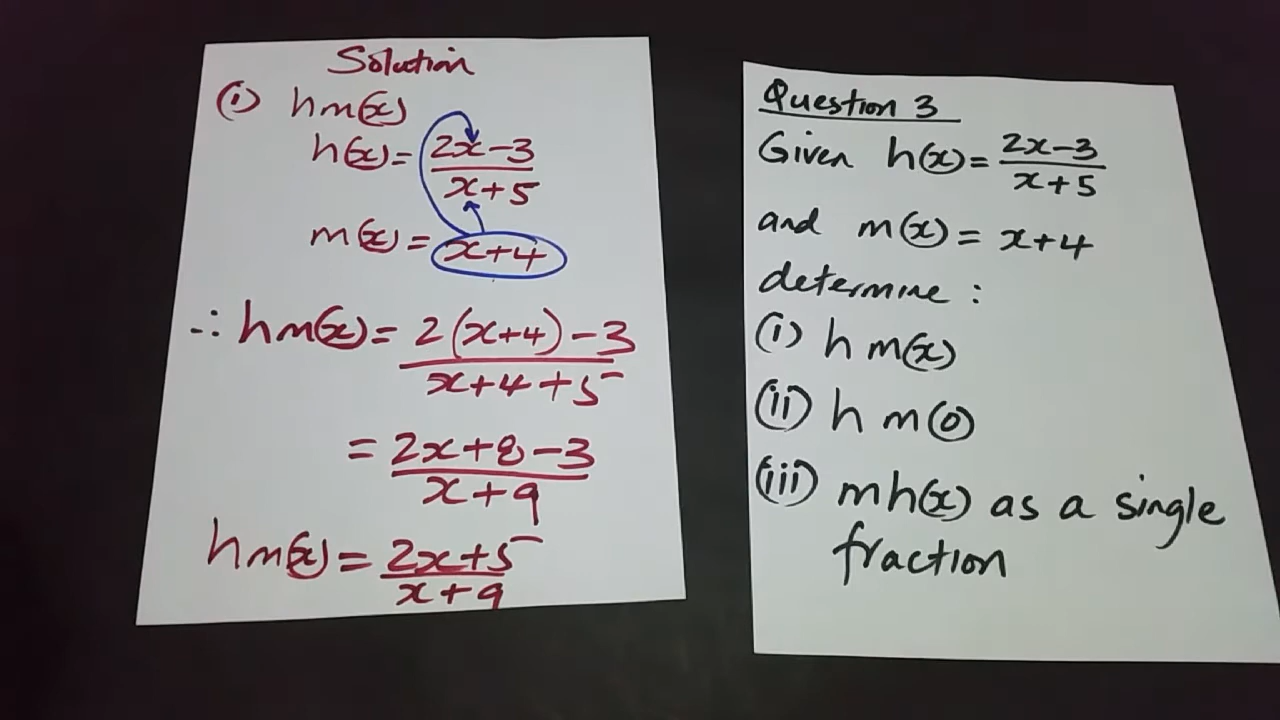 Solution
(i) hm(x)
h(x) = 2x-3 / x+5
m(x) = x+4
∴ hm(x) = 2(x+4)-3 / x+4+5
= 2x+8-3 / x+9
hm(x) = 2x+5 / x+9
Question 3
Given h(x) = 2x-3 / x+5
and m(x) = x+4
determine :
(i) h m(x)
(ii) h m(0)
(iii) mh(x) as a single
fraction